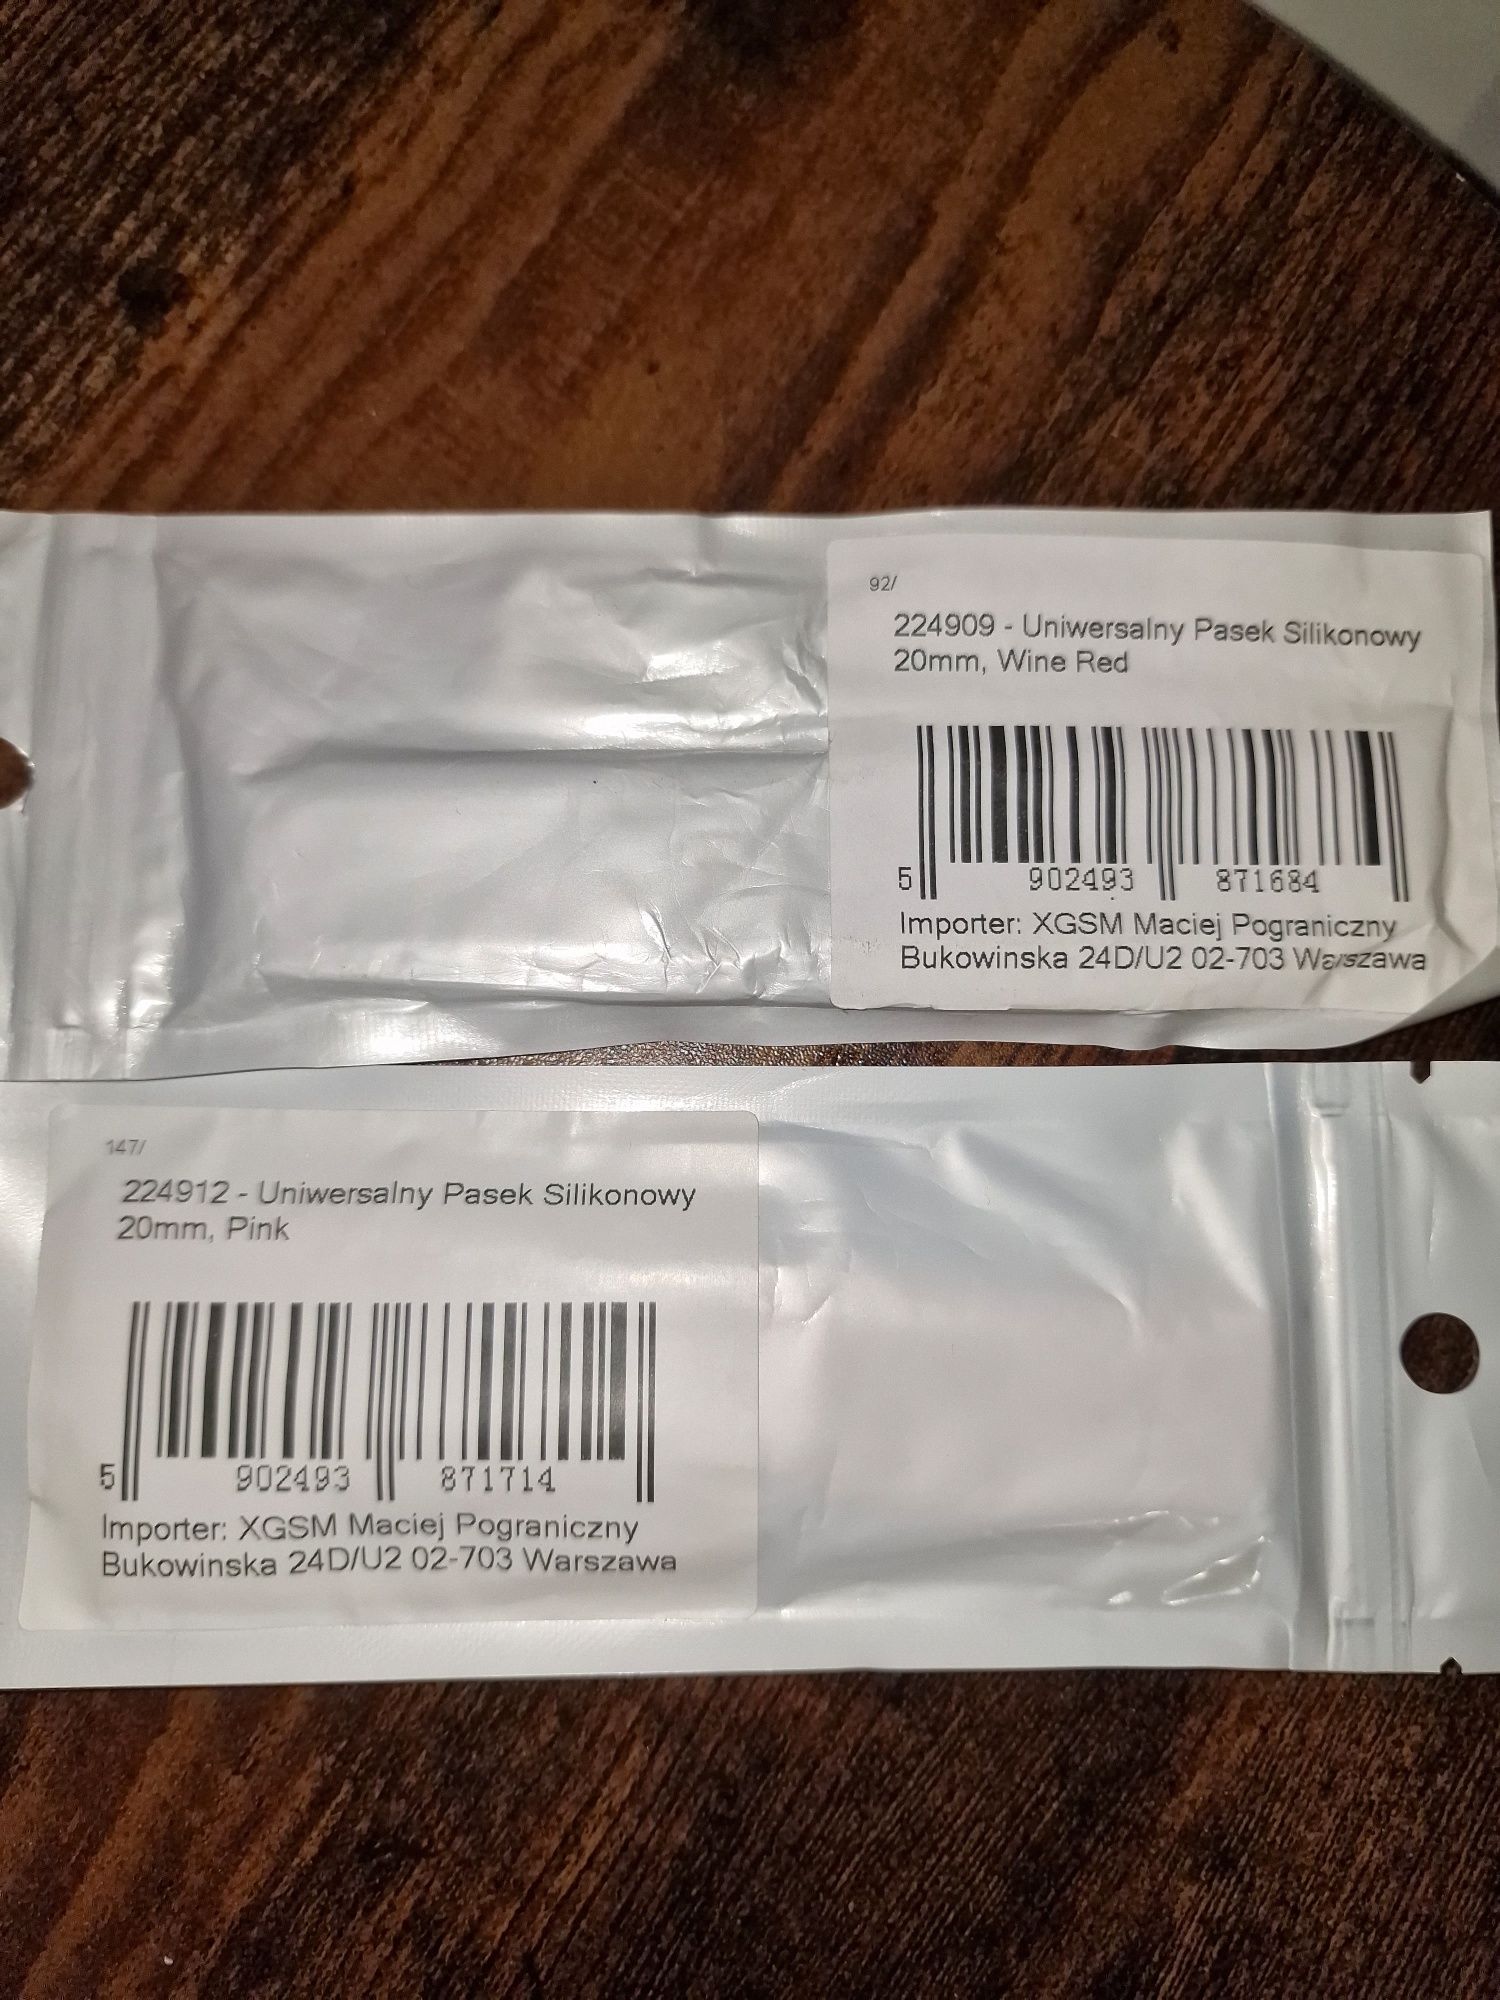 92/
224909 - Uniwersalny Pasek Silikonowy
20mm, Wine Red
5 902493 871684
Importer: XGSM Maciej Pograniczny
Bukowinska 24D/U2 02-703 Warszawa
147/
224912 - Uniwersalny Pasek Silikonowy
20mm, Pink
5 902493 871714
Importer: XGSM Maciej Pograniczny
Bukowinska 24D/U2 02-703 Warszawa